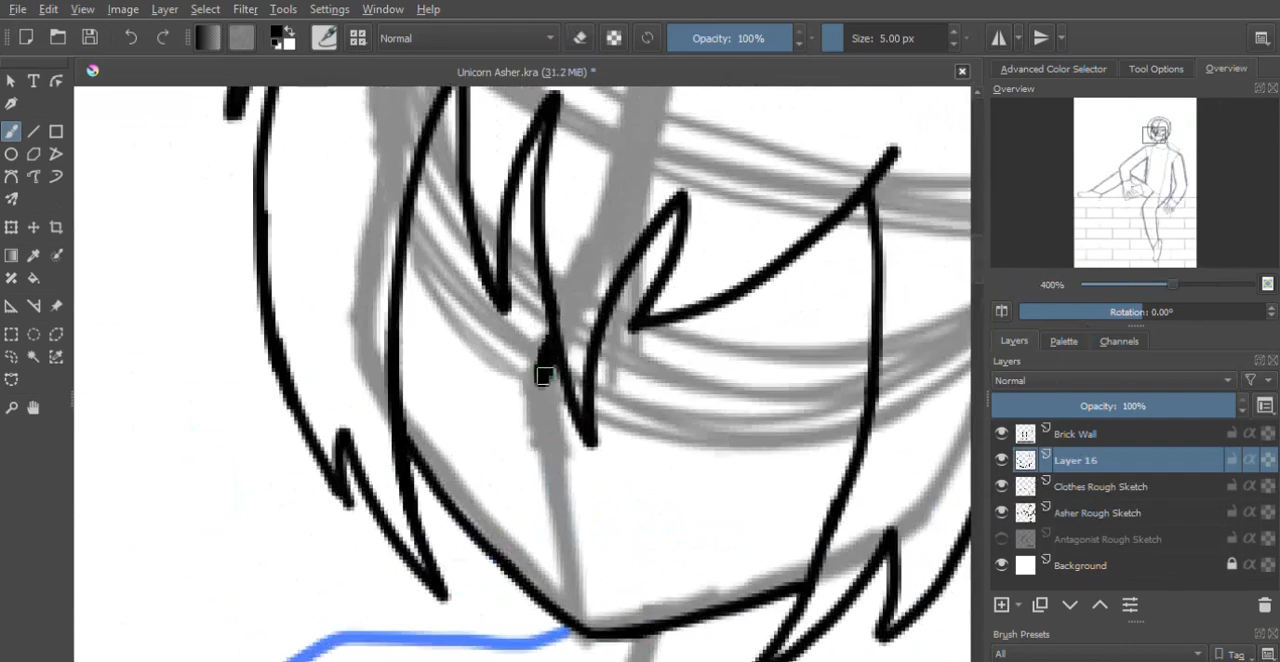 File Edit View Image Layer Select Filter Tools Settings Window Help
Normal Opacity: 100% Size: 5.00 px
Unicorn Asher.kra (31.2 MiB) *
Advanced Color Selector Tool Options Overview
Overview
400%
Rotation: 0.00°
Layers Palette Channels
Layers
Normal
Opacity: 100%
Brick Wall
Layer 16
Clothes Rough Sketch
Asher Rough Sketch
Antagonist Rough Sketch
Background
Brush Presets
All Tag